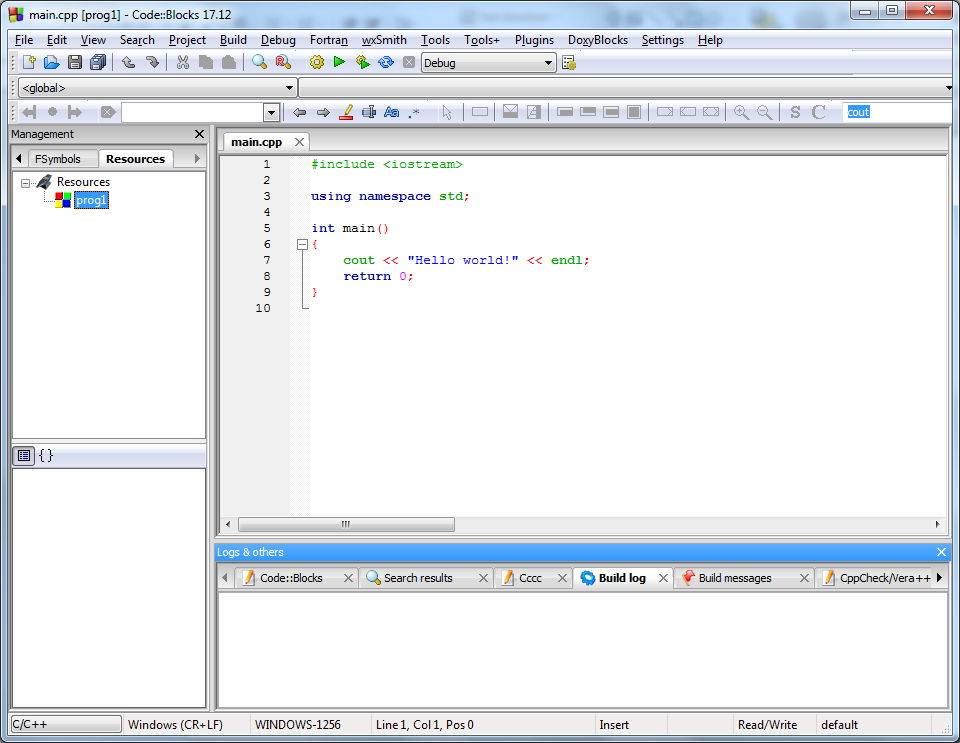 main.cpp [prog1] - Code::Blocks 17.12
File Edit View Search Project Build Debug Fortran wxSmith Tools Tools+ Plugins DoxyBlocks Settings Help
Debug
<global>
S C cout
Management
FSymbols Resources
main.cpp
Resources
prog1
1 #include <iostream>
2
3 using namespace std;
4
5 int main()
6 {
7 cout << "Hello world!" << endl;
8 return 0;
9 }
10
{}
Logs & others
Code::Blocks Search results Cccc Build log Build messages CppCheck/Vera++
C/C++ Windows (CR+LF) WINDOWS-1256 Line 1, Col 1, Pos 0 Insert Read/Write default